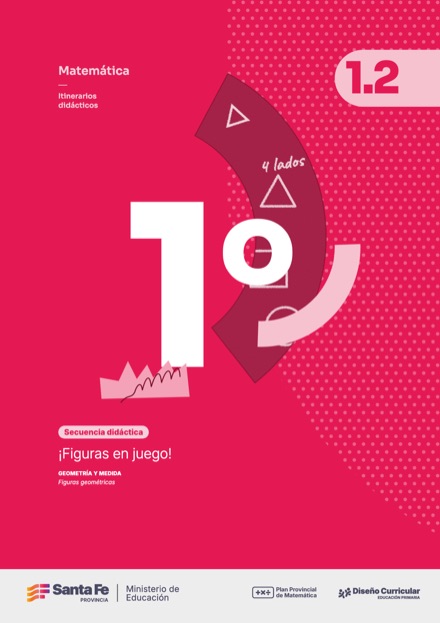 Matemática
Itinerarios
didácticos
1.2
4 lados
1º
Secuencia didáctica
¡Figuras en juego!
GEOMETRÍA Y MEDIDA
Figuras geométricas
Santa Fe
PROVINCIA
Ministerio de
Educación
Plan Provincial
de Matemática
Diseño Curricular
EDUCACIÓN PRIMARIA